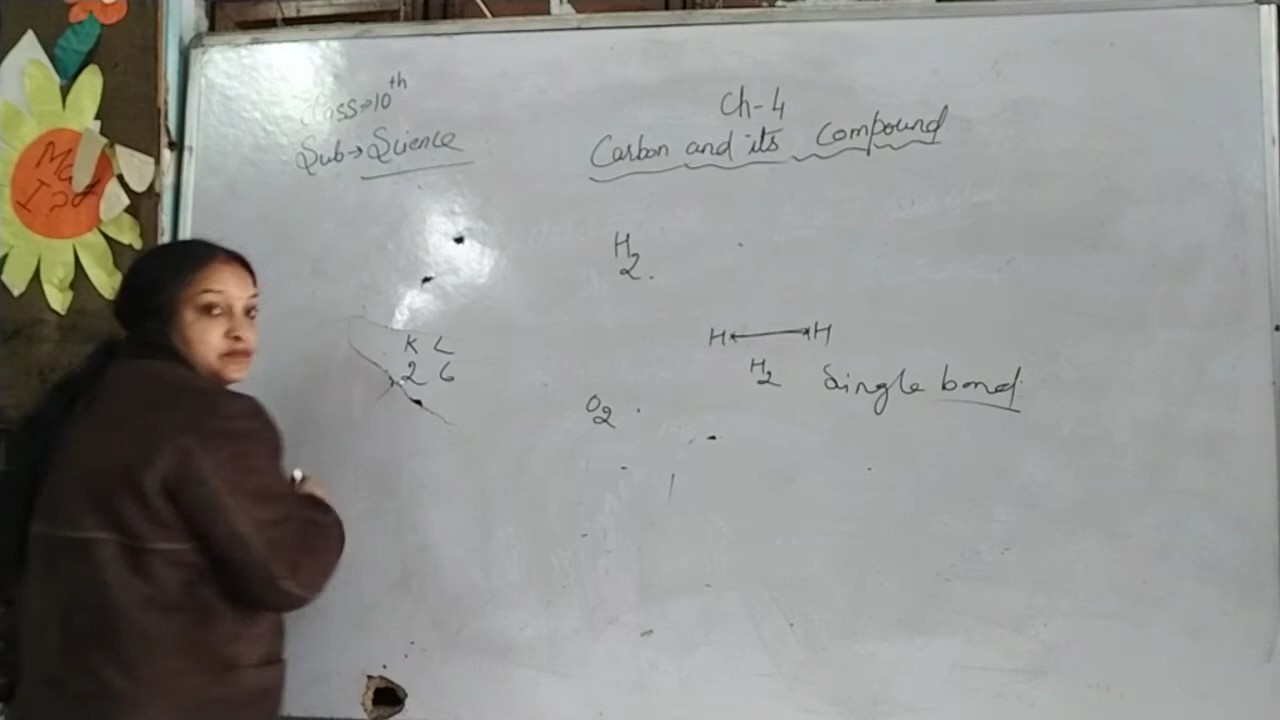 Class→10th
Sub→Science
Ch-4
Carbon and its Compound
H2.
H H
H2 Single bond
K L
2 6
O2